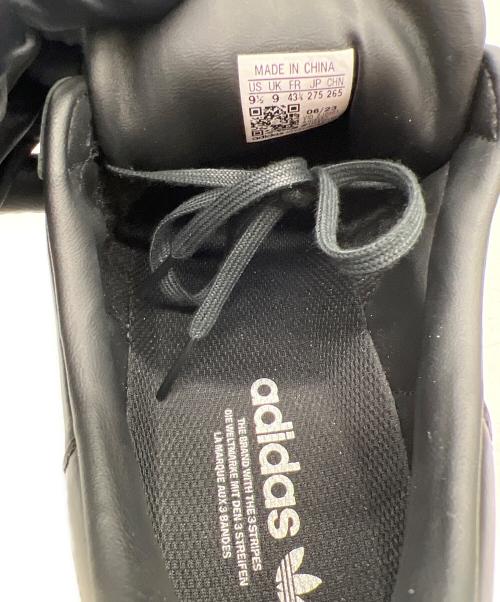 MADE IN CHINA
US UK FR JP CHN
9½ 9 43⅓ 275 265
06/23
adidas
THE BRAND WITH THE 3 STRIPES
DIE WELTMARKE MIT DEN 3 STREIFEN
LA MARQUE AUX 3 BANDES